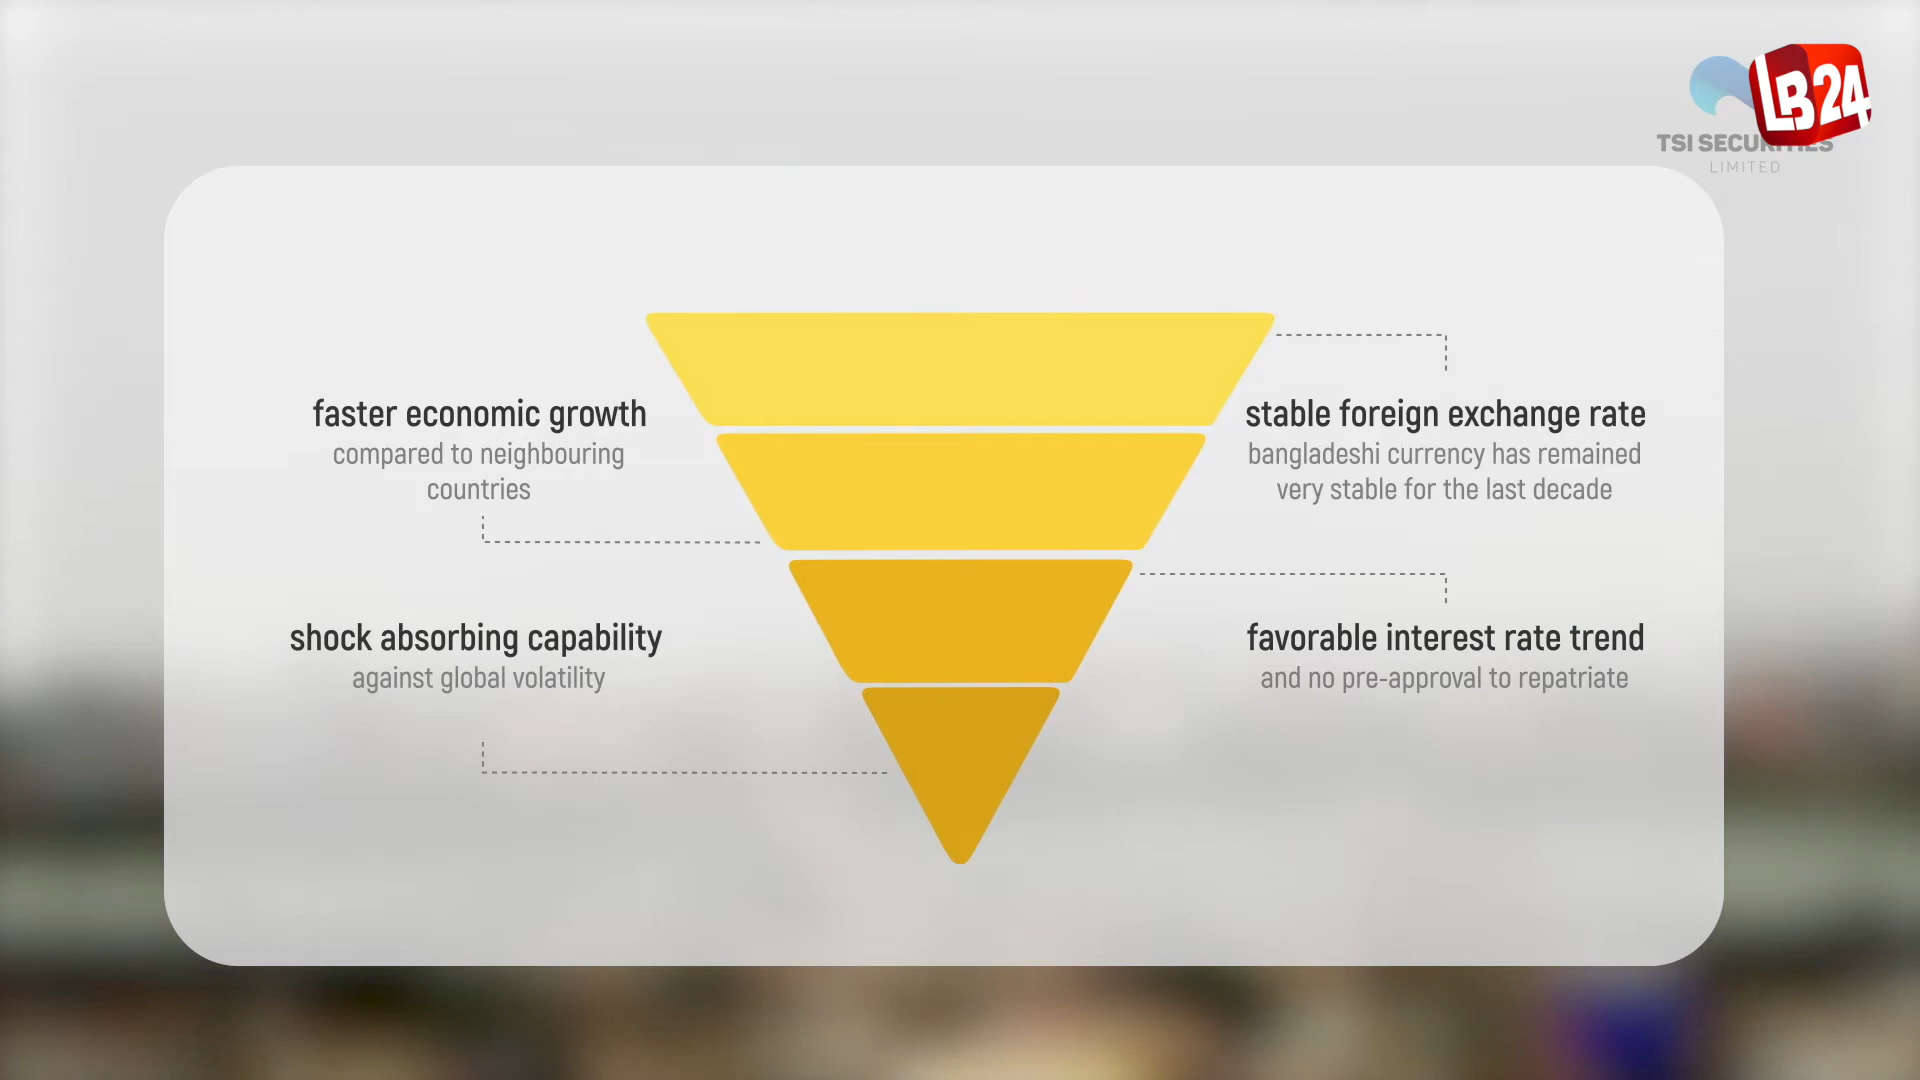 LB24
TSI SECURITIES
LIMITED
faster economic growth
compared to neighbouring
countries
stable foreign exchange rate
bangladeshi currency has remained
very stable for the last decade
shock absorbing capability
against global volatility
favorable interest rate trend
and no pre-approval to repatriate